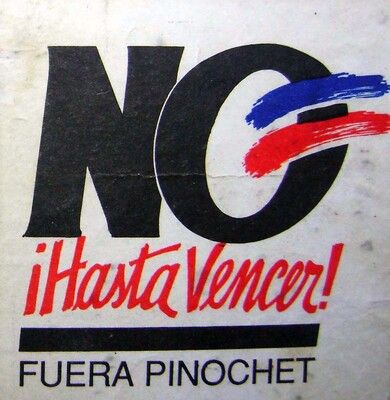 NO
¡Hasta Vencer!
FUERA PINOCHET